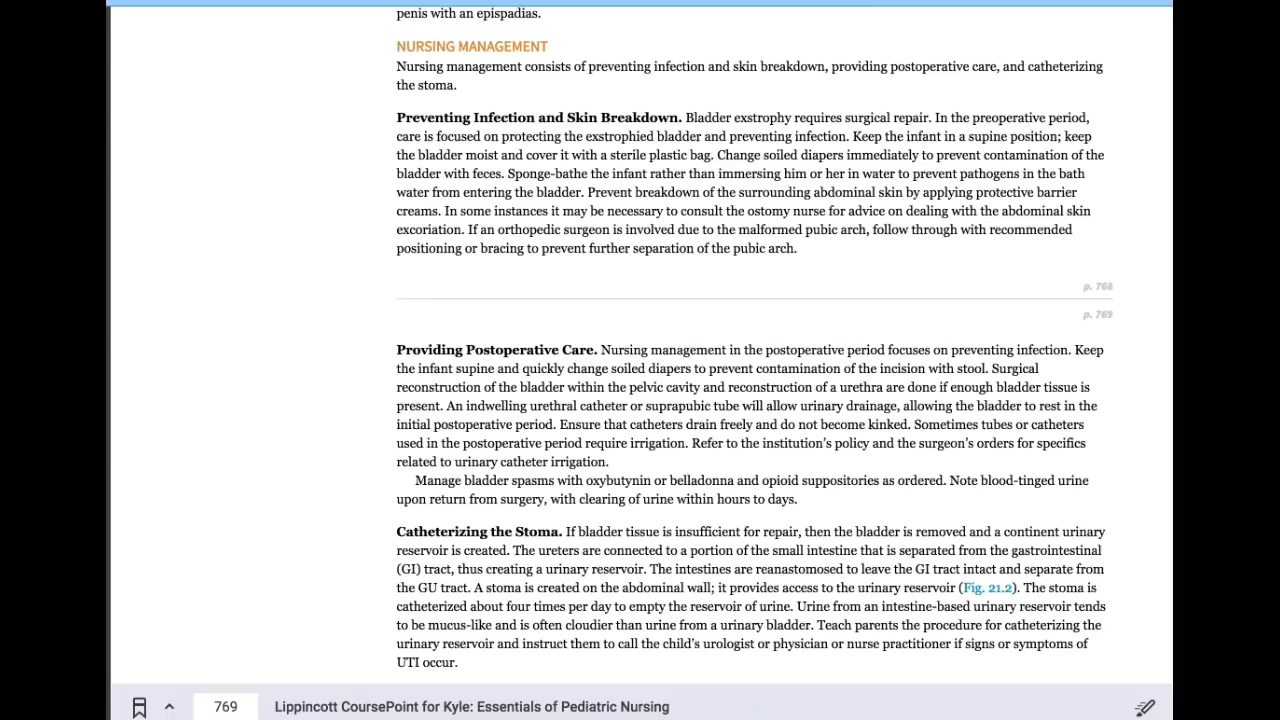 penis with an epispadias.
NURSING MANAGEMENT
Nursing management consists of preventing infection and skin breakdown, providing postoperative care, and catheterizing
the stoma.
Preventing Infection and Skin Breakdown. Bladder exstrophy requires surgical repair. In the preoperative period,
care is focused on protecting the exstrophied bladder and preventing infection. Keep the infant in a supine position; keep
the bladder moist and cover it with a sterile plastic bag. Change soiled diapers immediately to prevent contamination of the
bladder with feces. Sponge-bathe the infant rather than immersing him or her in water to prevent pathogens in the bath
water from entering the bladder. Prevent breakdown of the surrounding abdominal skin by applying protective barrier
creams. In some instances it may be necessary to consult the ostomy nurse for advice on dealing with the abdominal skin
excoriation. If an orthopedic surgeon is involved due to the malformed pubic arch, follow through with recommended
positioning or bracing to prevent further separation of the pubic arch.
p. 768
p. 769
Providing Postoperative Care. Nursing management in the postoperative period focuses on preventing infection. Keep
the infant supine and quickly change soiled diapers to prevent contamination of the incision with stool. Surgical
reconstruction of the bladder within the pelvic cavity and reconstruction of a urethra are done if enough bladder tissue is
present. An indwelling urethral catheter or suprapubic tube will allow urinary drainage, allowing the bladder to rest in the
initial postoperative period. Ensure that catheters drain freely and do not become kinked. Sometimes tubes or catheters
used in the postoperative period require irrigation. Refer to the institution's policy and the surgeon's orders for specifics
related to urinary catheter irrigation.
Manage bladder spasms with oxybutynin or belladonna and opioid suppositories as ordered. Note blood-tinged urine
upon return from surgery, with clearing of urine within hours to days.
Catheterizing the Stoma. If bladder tissue is insufficient for repair, then the bladder is removed and a continent urinary
reservoir is created. The ureters are connected to a portion of the small intestine that is separated from the gastrointestinal
(GI) tract, thus creating a urinary reservoir. The intestines are reanastomosed to leave the GI tract intact and separate from
the GU tract. A stoma is created on the abdominal wall; it provides access to the urinary reservoir (Fig. 21.2). The stoma is
catheterized about four times per day to empty the reservoir of urine. Urine from an intestine-based urinary reservoir tends
to be mucus-like and is often cloudier than urine from a urinary bladder. Teach parents the procedure for catheterizing the
urinary reservoir and instruct them to call the child's urologist or physician or nurse practitioner if signs or symptoms of
UTI occur.
769 Lippincott CoursePoint for Kyle: Essentials of Pediatric Nursing